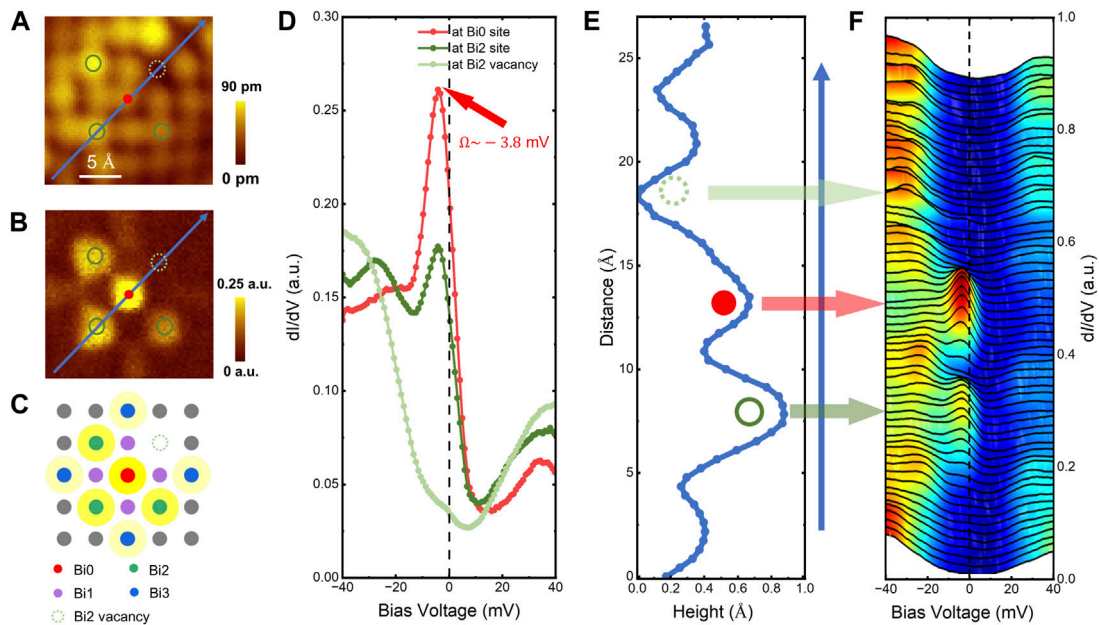 A
90 pm
0 pm
5 Å
B
0.25 a.u.
0 a.u.
C
Bi0
Bi2
Bi1
Bi3
Bi2 vacancy
D
0.30
0.25
0.20
0.15
0.10
0.05
0.00
dI/dV (a.u.)
at Bi0 site
at Bi2 site
at Bi2 vacancy
Ω~ − 3.8 mV
−40
−20
0
20
40
Bias Voltage (mV)
E
25
20
15
10
5
0
Distance (Å)
0.0 0.2 0.4 0.6 0.8 1.0
Height (Å)
F
1.0
0.8
0.6
0.4
0.2
0.0
dI/dV (a.u.)
−40
−20
0
20
40
Bias Voltage (mV)